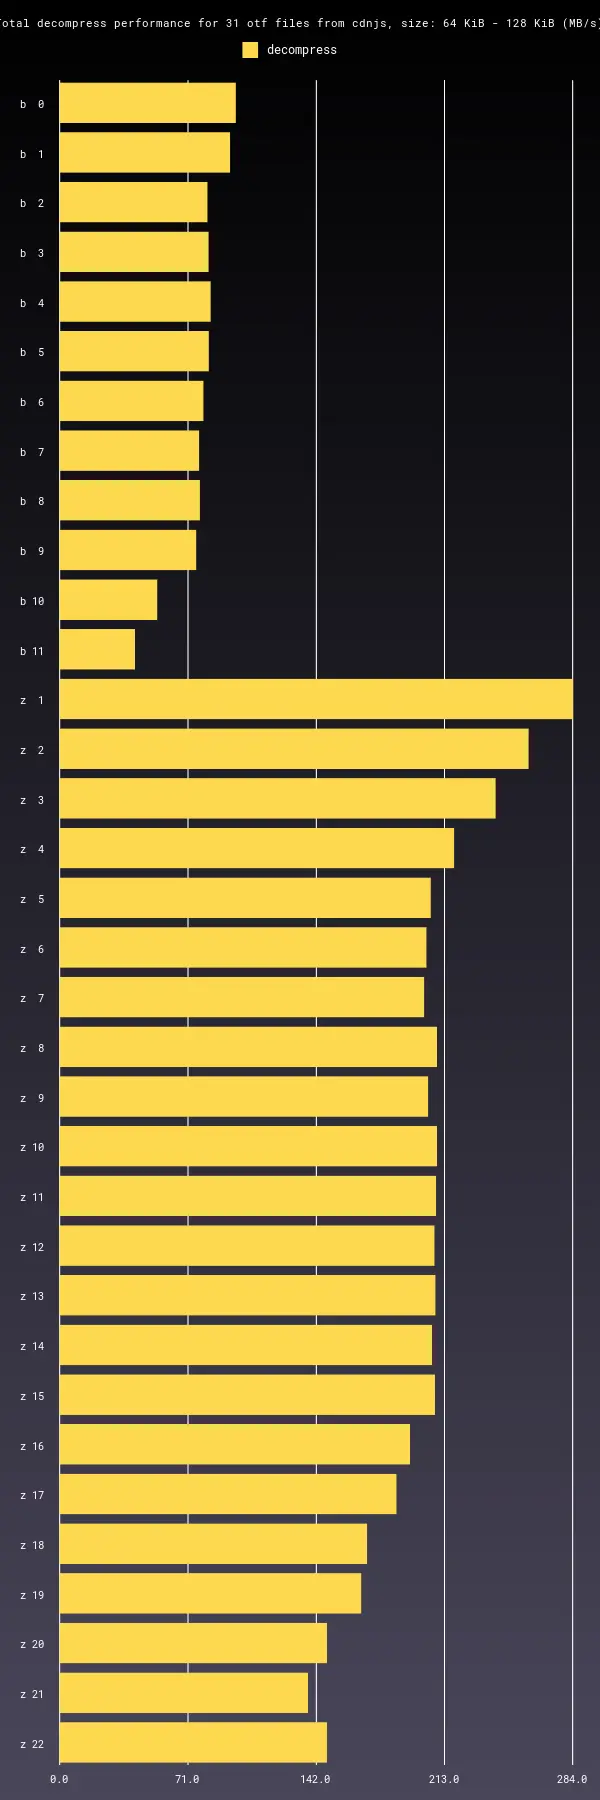 otal decompress performance for 31 otf files from cdnjs, size: 64 KiB - 128 KiB (MB/s)
decompress
b 0
b 1
b 2
b 3
b 4
b 5
b 6
b 7
b 8
b 9
b 10
b 11
z 1
z 2
z 3
z 4
z 5
z 6
z 7
z 8
z 9
z 10
z 11
z 12
z 13
z 14
z 15
z 16
z 17
z 18
z 19
z 20
z 21
z 22
0.0 71.0 142.0 213.0 284.0